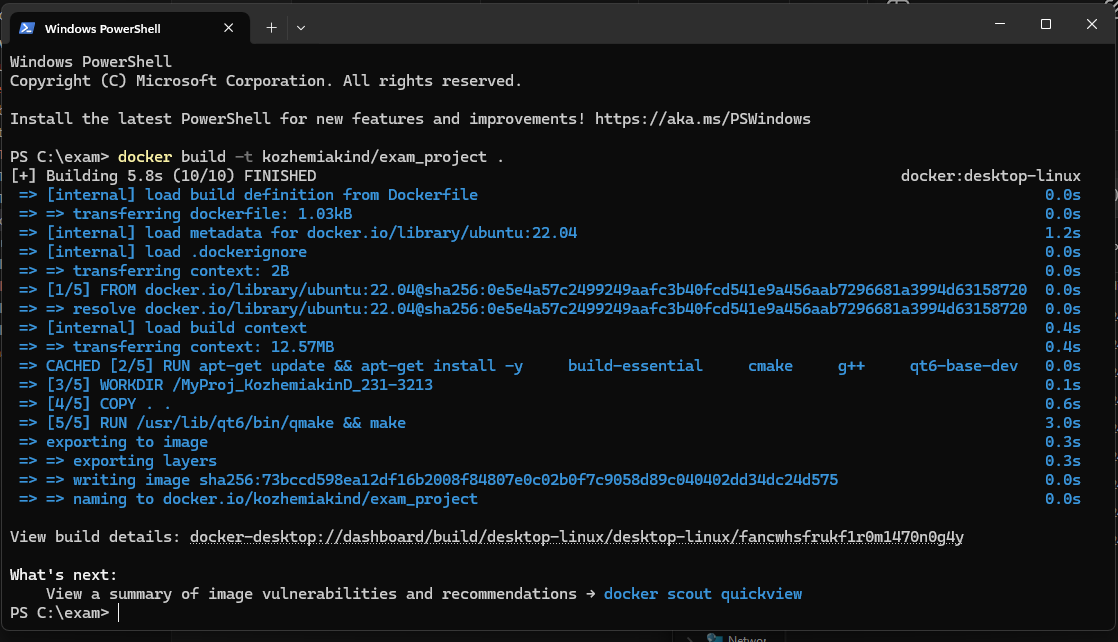 Windows PowerShell
Windows PowerShell
Copyright (C) Microsoft Corporation. All rights reserved.
Install the latest PowerShell for new features and improvements! https://aka.ms/PSWindows
PS C:\exam> docker build -t kozhemiakind/exam_project .
[+] Building 5.8s (10/10) FINISHED docker:desktop-linux
=> [internal] load build definition from Dockerfile 0.0s
=> => transferring dockerfile: 1.03kB 0.0s
=> [internal] load metadata for docker.io/library/ubuntu:22.04 1.2s
=> [internal] load .dockerignore 0.0s
=> => transferring context: 2B 0.0s
=> [1/5] FROM docker.io/library/ubuntu:22.04@sha256:0e5e4a57c2499249aafc3b40fcd541e9a456aab7296681a3994d63158720 0.0s
=> => resolve docker.io/library/ubuntu:22.04@sha256:0e5e4a57c2499249aafc3b40fcd541e9a456aab7296681a3994d63158720 0.0s
=> [internal] load build context 0.4s
=> => transferring context: 12.57MB 0.4s
=> CACHED [2/5] RUN apt-get update && apt-get install -y build-essential cmake g++ qt6-base-dev 0.0s
=> [3/5] WORKDIR /MyProj_KozhemiakinD_231-3213 0.1s
=> [4/5] COPY . . 0.6s
=> [5/5] RUN /usr/lib/qt6/bin/qmake && make 3.0s
=> exporting to image 0.3s
=> => exporting layers 0.3s
=> => writing image sha256:73bccd598ea12df16b2008f84807e0c02b0f7c9058d89c040402dd34dc24d575 0.0s
=> => naming to docker.io/kozhemiakind/exam_project 0.0s
View build details: docker-desktop://dashboard/build/desktop-linux/desktop-linux/fancwhsfrukf1r0m1470n0g4y
What's next:
View a summary of image vulnerabilities and recommendations → docker scout quickview
PS C:\exam>